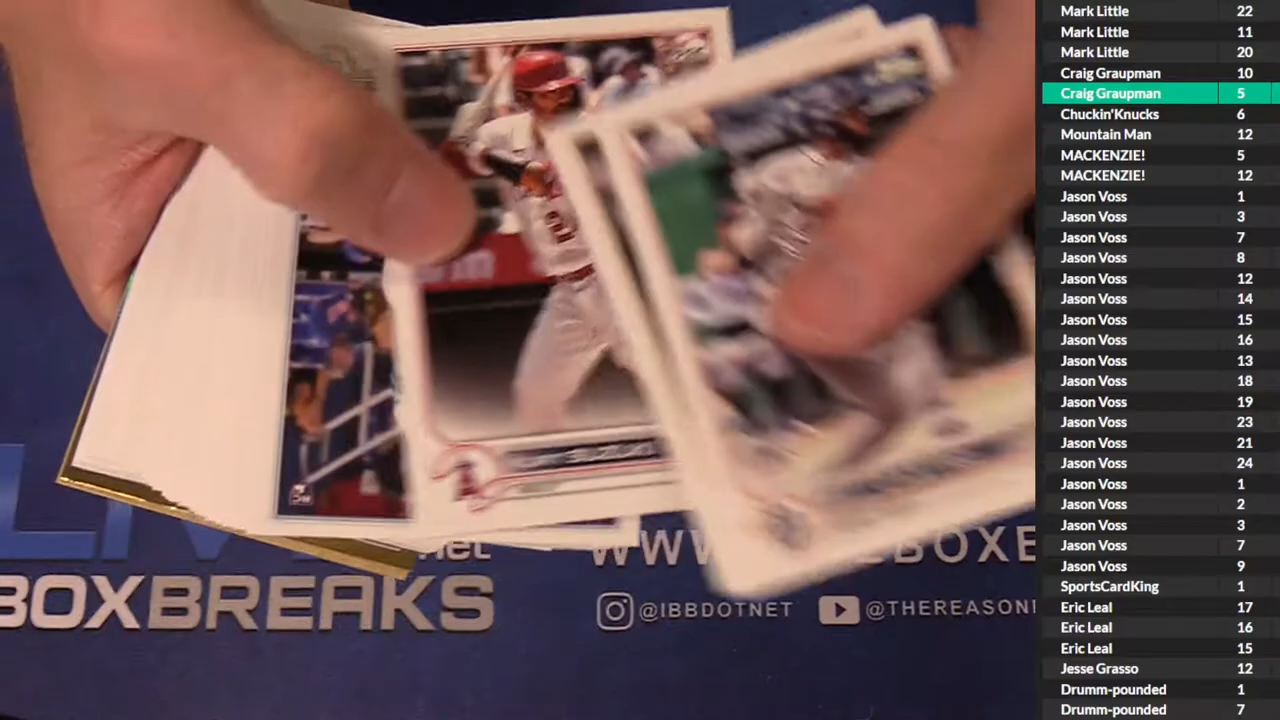 Mark Little 22
Mark Little 11
Mark Little 20
Craig Graupman 10
Craig Graupman 5
Chuckin'Knucks 6
Mountain Man 12
MACKENZIE! 5
MACKENZIE! 12
Jason Voss 1
Jason Voss 3
Jason Voss 7
Jason Voss 8
Jason Voss 12
Jason Voss 14
Jason Voss 15
Jason Voss 16
Jason Voss 13
Jason Voss 18
Jason Voss 19
Jason Voss 23
Jason Voss 21
Jason Voss 24
Jason Voss 1
Jason Voss 2
Jason Voss 3
Jason Voss 7
Jason Voss 9
SportsCardKing 1
Eric Leal 17
Eric Leal 16
Eric Leal 15
Jesse Grasso 12
Drumm-pounded 1
Drumm-pounded 7
BOXBREAKS
@IBBDOTNET
@THEREASON